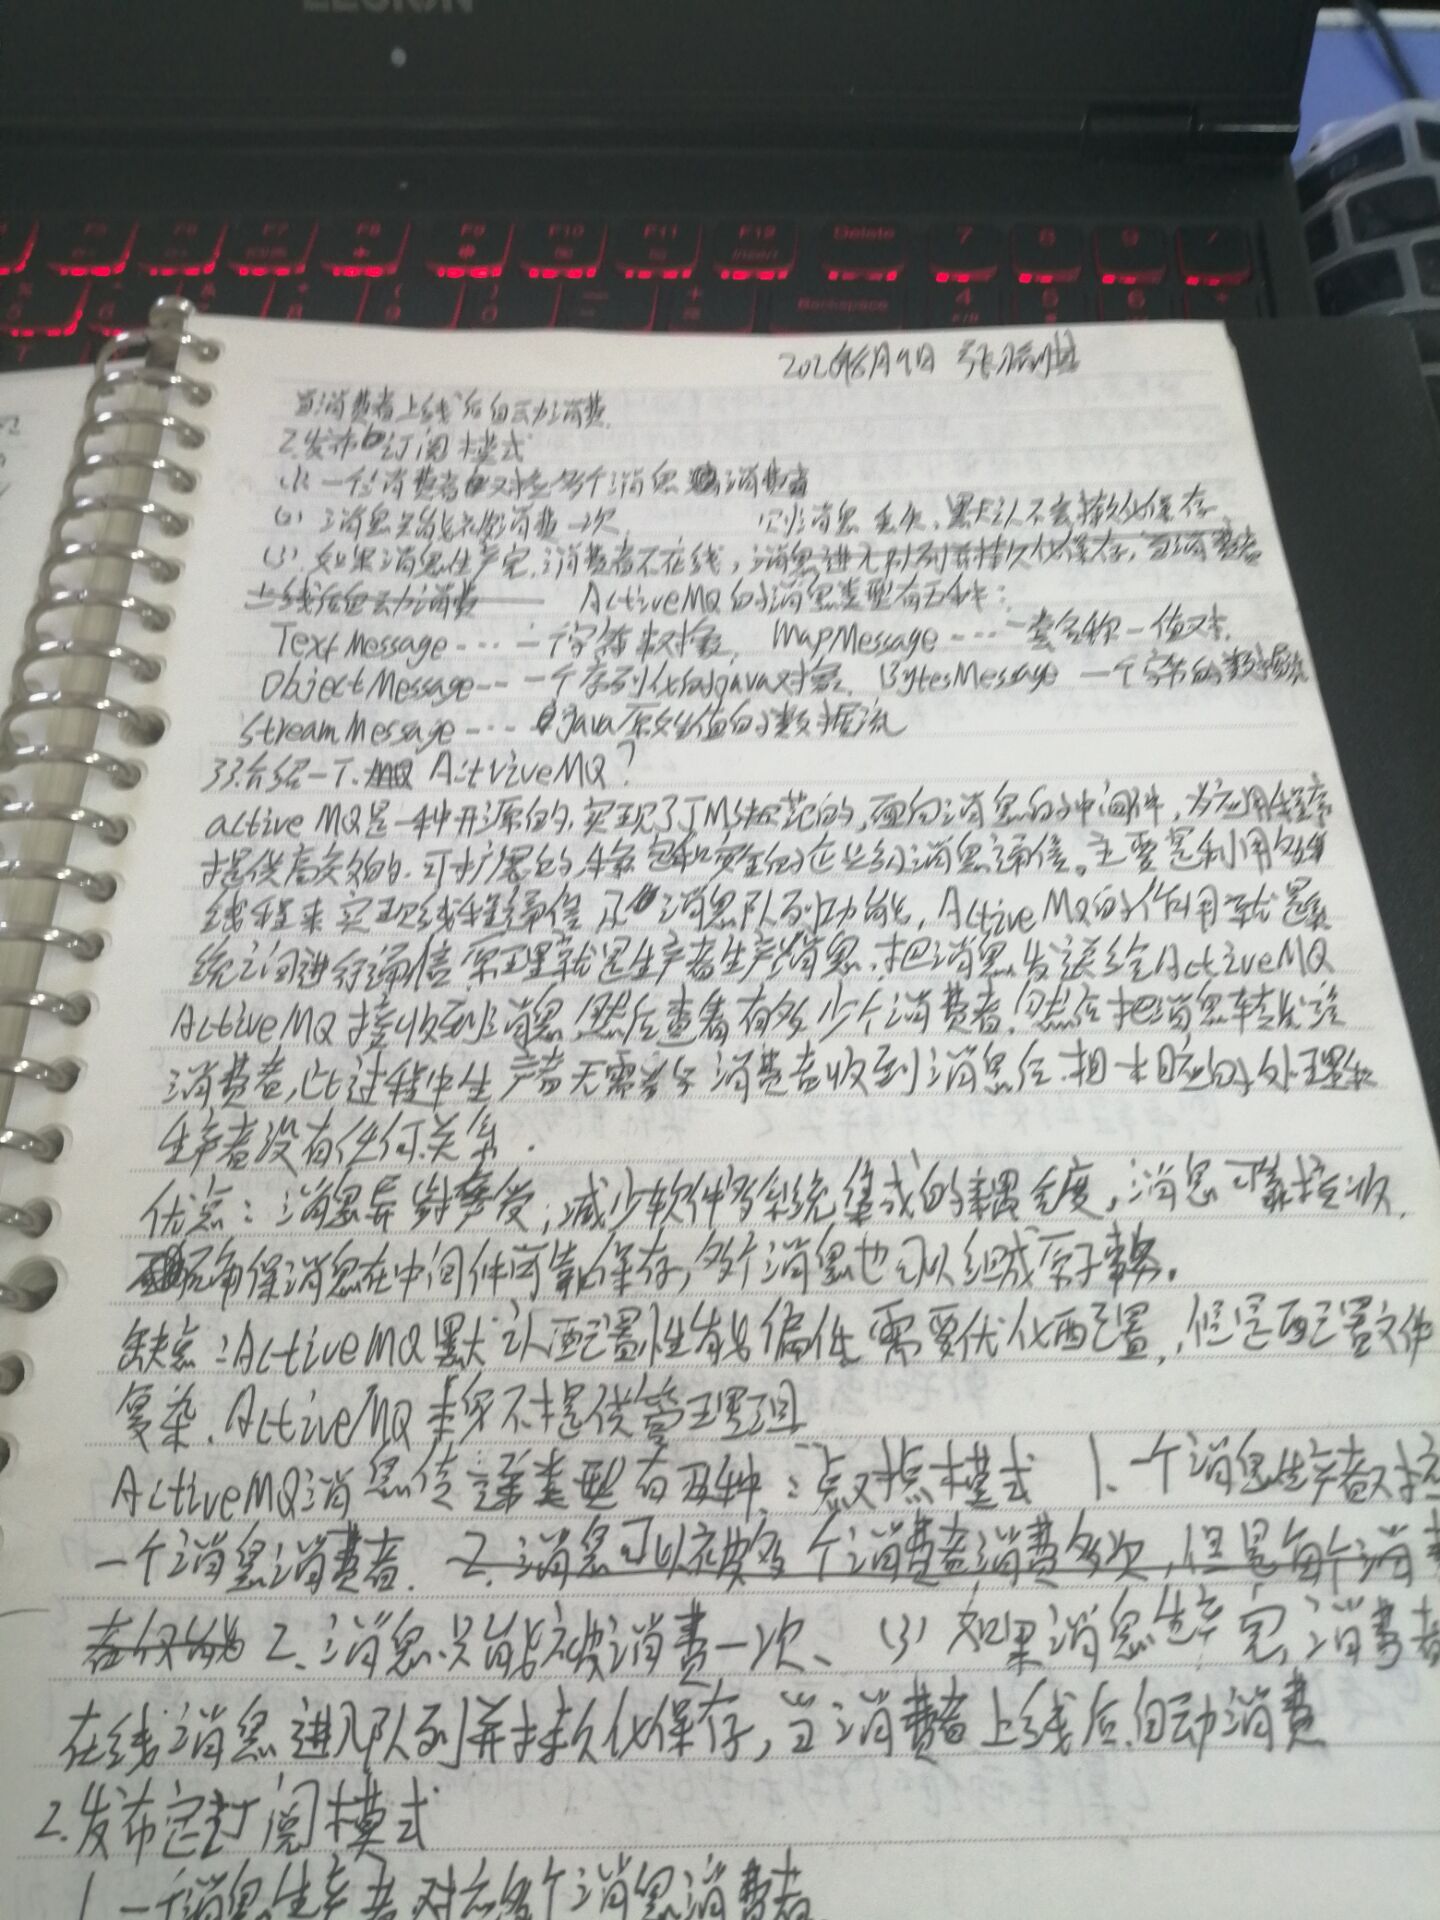 LEGION
F5 F6 F7 F8 F9 F10 F11 F12 Delete 7 8 9 /
insert
Backspace 4 5 6
2020年8月9日
当消费者上线后自动消费.
2.发布订阅模式
(1) 一个消费者对应多个消息消费者
(2) 消息只能被消费一次 则消息丢失,默认不会持久化保存
(3) 如果消息生产完,消费者不在线,消息进入队列并持久化保存,当消费者
上线后自动消费 ActiveMQ的消息类型有五种:
TextMessage --- 一个字符串对象, MapMessage --- 一套名称一值对.
ObjectMessage -- 一个序列化的Java对象. BytesMessage 一个字节的数据流
StreamMessage --- Java原始值的数据流
33.介绍一下 MQ ActiveMQ?
activeMQ是一种开源的,实现了JMS规范的,面向消息的中间件,为应用程序
提供高效的.可扩展的.安全的企业级消息通信。主要是利用多
线程来实现线程通信 消息队列功能, ActiveMQ的作用就是系
统之间进行通信,原理就是生产者生产消息,把消息发送给ActiveMQ
ActiveMQ接收到消息,然后查看有多少个消费者,然后把消息转发给
消费者,此过程中生产者无需参与 消费者收到消息后.相应的处理和
生产者没有任何关系.
优点:消息异步接受,减少软件多系统集成的耦合度,消息可靠接收.
确保消息在中间件可靠保存,多个消息也可以组成原子事务.
缺点:ActiveMQ默认配置性能偏低 需要优化配置,但是配置文件
复杂.ActiveMQ本身不提供管理工具
ActiveMQ消息传递类型有两种:点对点模式 1、一个消息生产者对应
一个消息消费者. 2.消息可以被多个消费者消费多次,但是每个消
在仅能 2、消息只能被消费一次、 (3) 如果消息生产完,消费者
在线消息进入队列并持久化保存,当消费者上线后自动消费
2.发布订阅模式
1.一个消息生产者对应多个消息消费者.